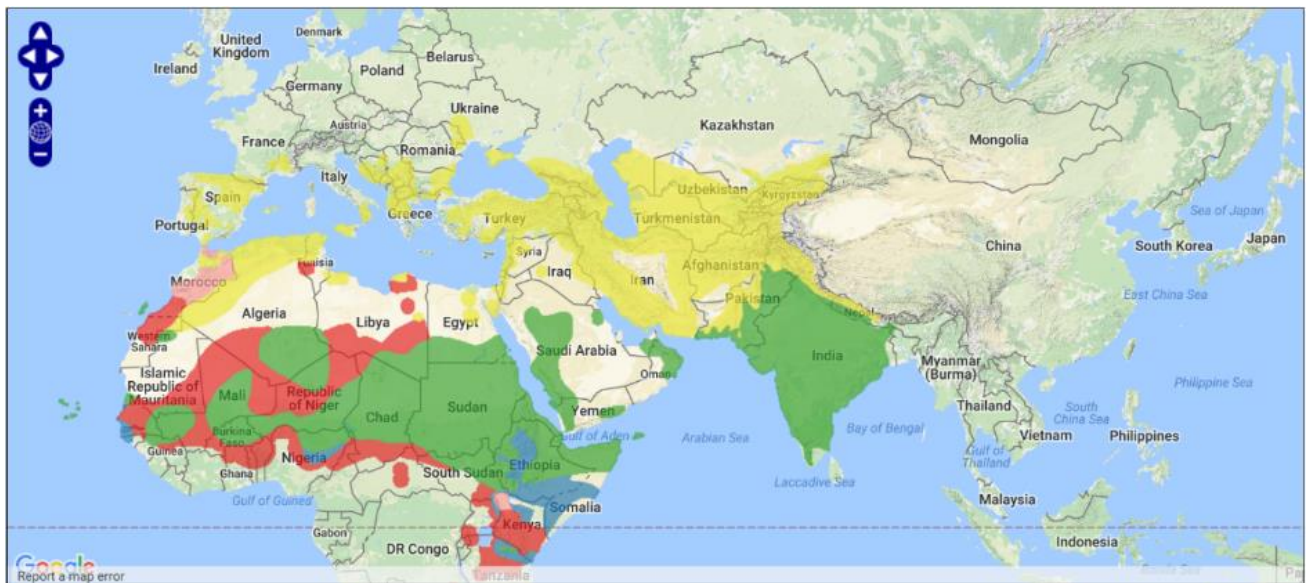 United
Kingdom
Denmark
Ireland
Belarus
Poland
Germany
Ukraine
Austria
Kazakhstan
France
Mongolia
Romania
Italy
Uzbekistan
Kyrgyzstan
Spain
Greece
Turkey
Turkmenistan
Sea of Japan
Portugal
China
South Korea
Japan
Syria
Tunisia
Afghanistan
Iraq
Iran
Morocco
East China Sea
Pakistan
Algeria
Libya
Egypt
Nepal
Western
Sahara
Saudi Arabia
India
Myanmar
(Burma)
Islamic
Republic of
Mauritania
Oman
Philippine Sea
Mali
Republic
of Niger
Sudan
Thailand
Chad
Yemen
South
China Sea
Burkina
Faso
Gulf of Aden
Arabian Sea
Bay of Bengal
Vietnam
Philippines
Guinea
Nigeria
Gulf of
Thailand
Ethiopia
Ghana
South Sudan
Laccadive Sea
Gulf of Guinea
Somalia
Malaysia
Kenya
Gabon
DR Congo
Indonesia
Google
Report a map error
Tanzania